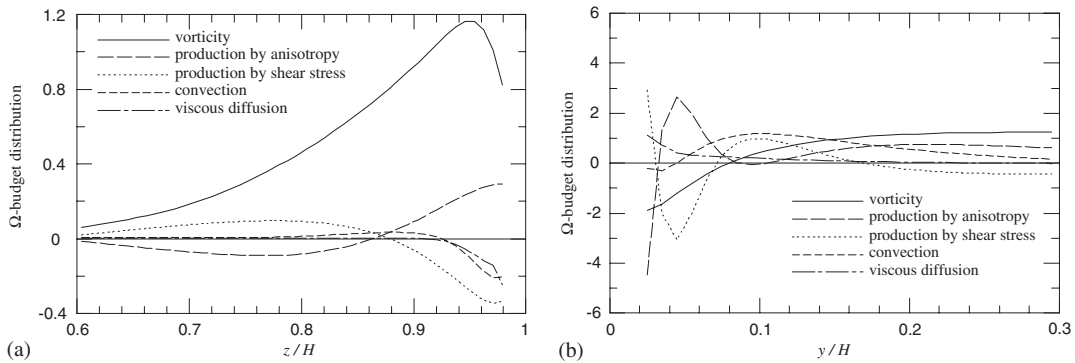 1.2
0.8
0.4
0
-0.4
Ω-budget distribution
vorticity
production by anisotropy
production by shear stress
convection
viscous diffusion
0.6
0.7
0.8
0.9
1
z/H
(a)
6
4
2
0
-2
-4
-6
Ω-budget distribution
vorticity
production by anisotropy
production by shear stress
convection
viscous diffusion
0
0.1
0.2
0.3
y/H
(b)